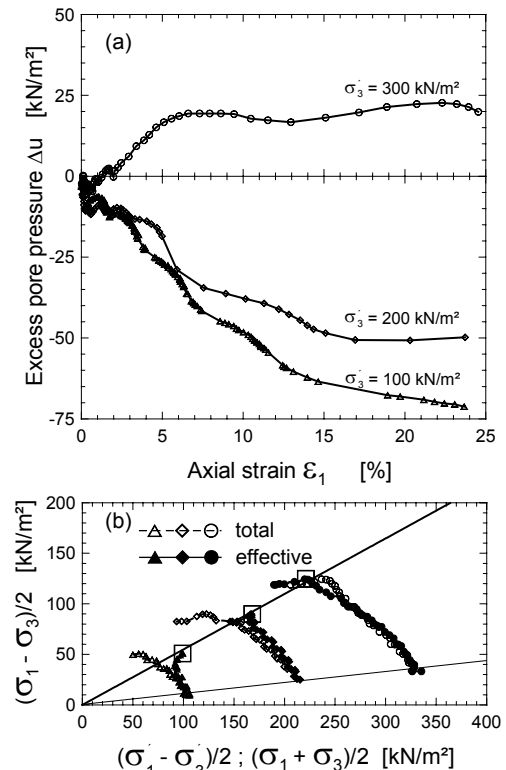 (a)
50
25
0
-25
-50
-75
Excess pore pressure Δu [kN/m²]
σ₃' = 300 kN/m²
σ₃' = 200 kN/m²
σ₃' = 100 kN/m²
0 5 10 15 20 25
Axial strain ε₁ [%]
(b)
200
150
100
50
0
(σ₁ - σ₃)/2 [kN/m²]
total
effective
0 50 100 150 200 250 300 350 400
(σ₁' - σ₃')/2 ; (σ₁ + σ₃)/2 [kN/m²]